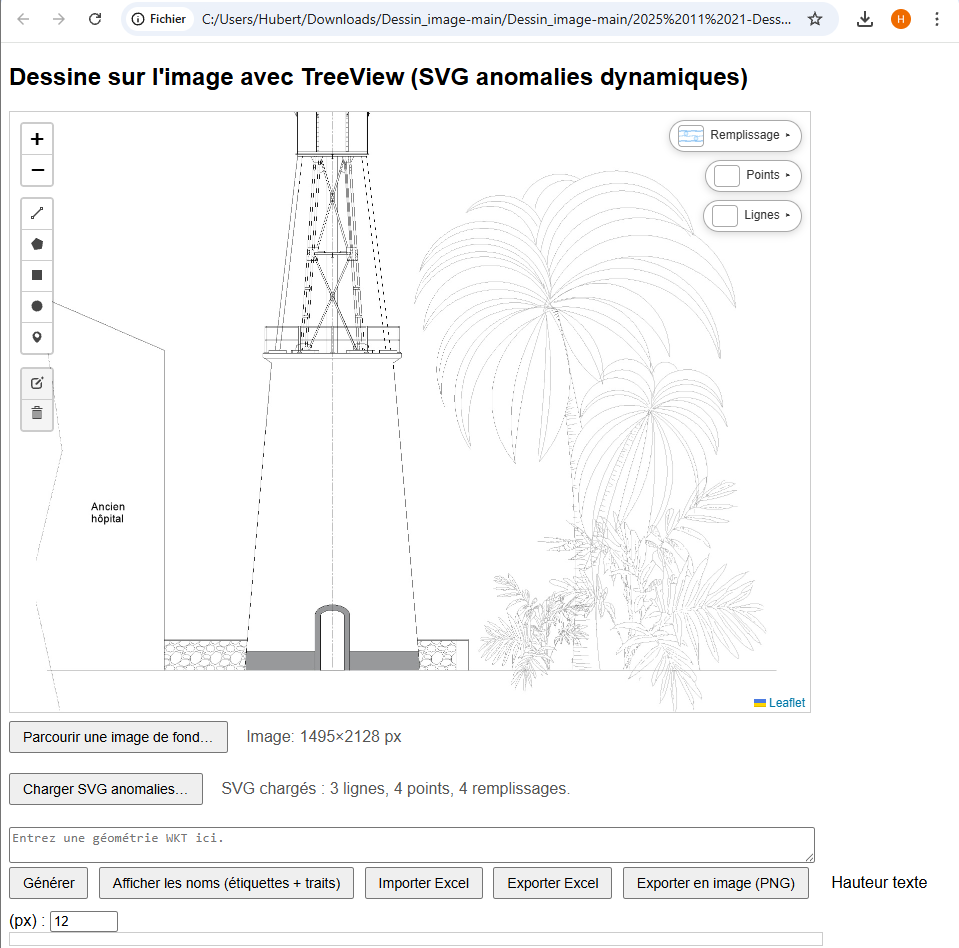 Fichier
C:/Users/Hubert/Downloads/Dessin_image-main/Dessin_image-main/2025%2011%2021-Dess...
H
Dessine sur l'image avec TreeView (SVG anomalies dynamiques)
+
−
Remplissage
Points
Lignes
Ancien
hôpital
Leaflet
Parcourir une image de fond… Image: 1495×2128 px
Charger SVG anomalies… SVG chargés : 3 lignes, 4 points, 4 remplissages.
Entrez une géométrie WKT ici.
Générer Afficher les noms (étiquettes + traits) Importer Excel Exporter Excel Exporter en image (PNG) Hauteur texte
(px) : 12